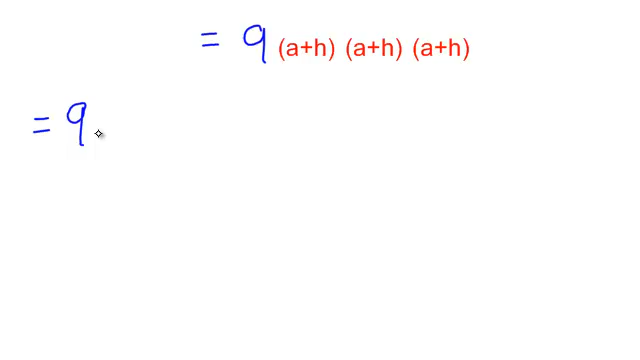 = 9 (a+h) (a+h) (a+h)
= 9